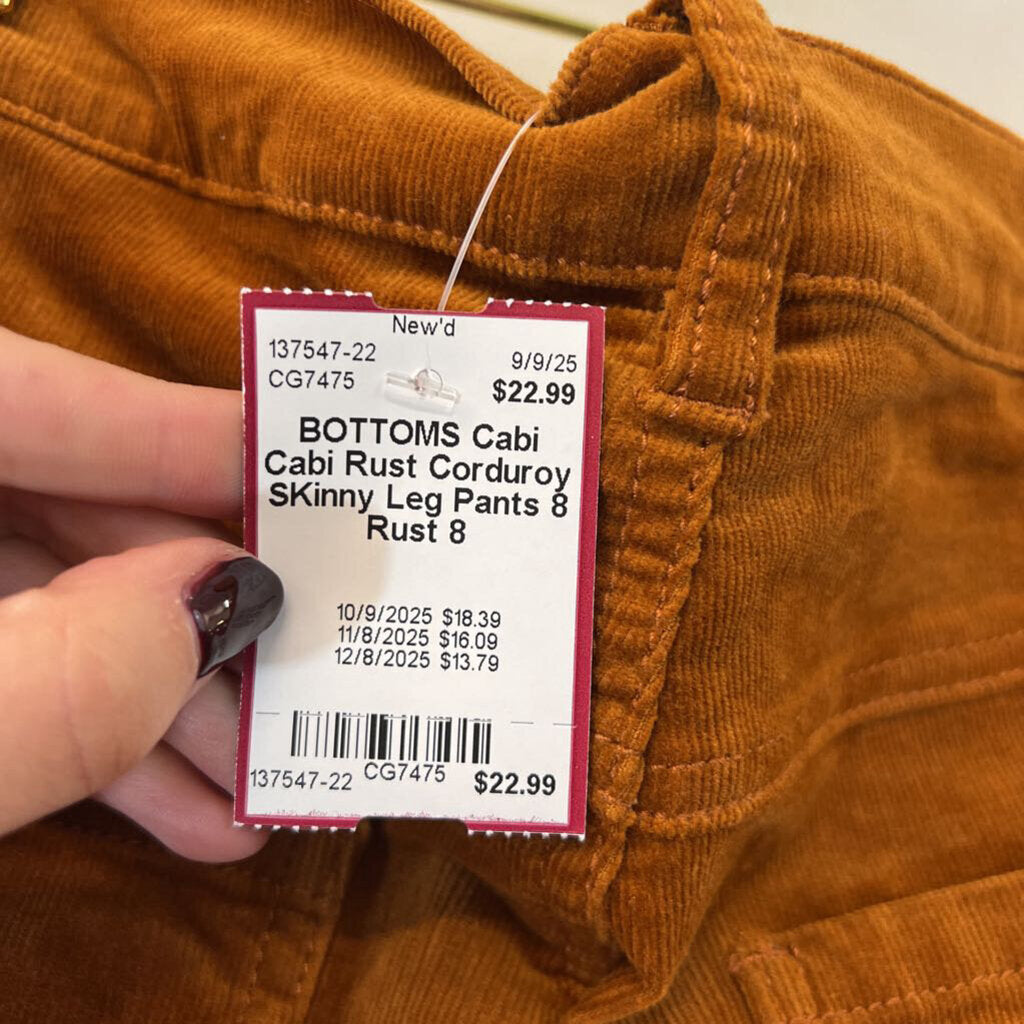 New'd
137547-22 9/9/25
CG7475 $22.99
BOTTOMS Cabi
Cabi Rust Corduroy
SKinny Leg Pants 8
Rust 8
10/9/2025 $18.39
11/8/2025 $16.09
12/8/2025 $13.79
137547-22 CG7475 $22.99